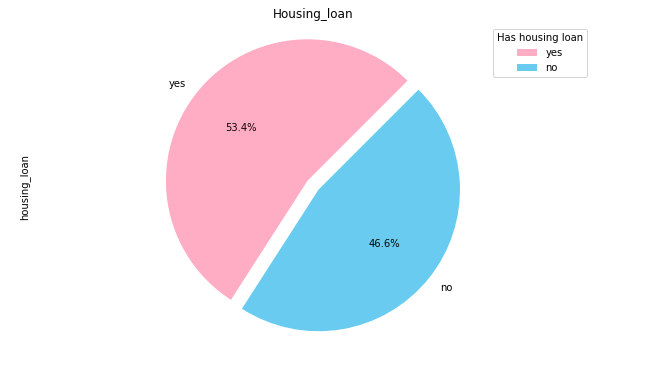 Housing_loan
Has housing loan
yes
no
yes
53.4%
housing_loan
46.6%
no